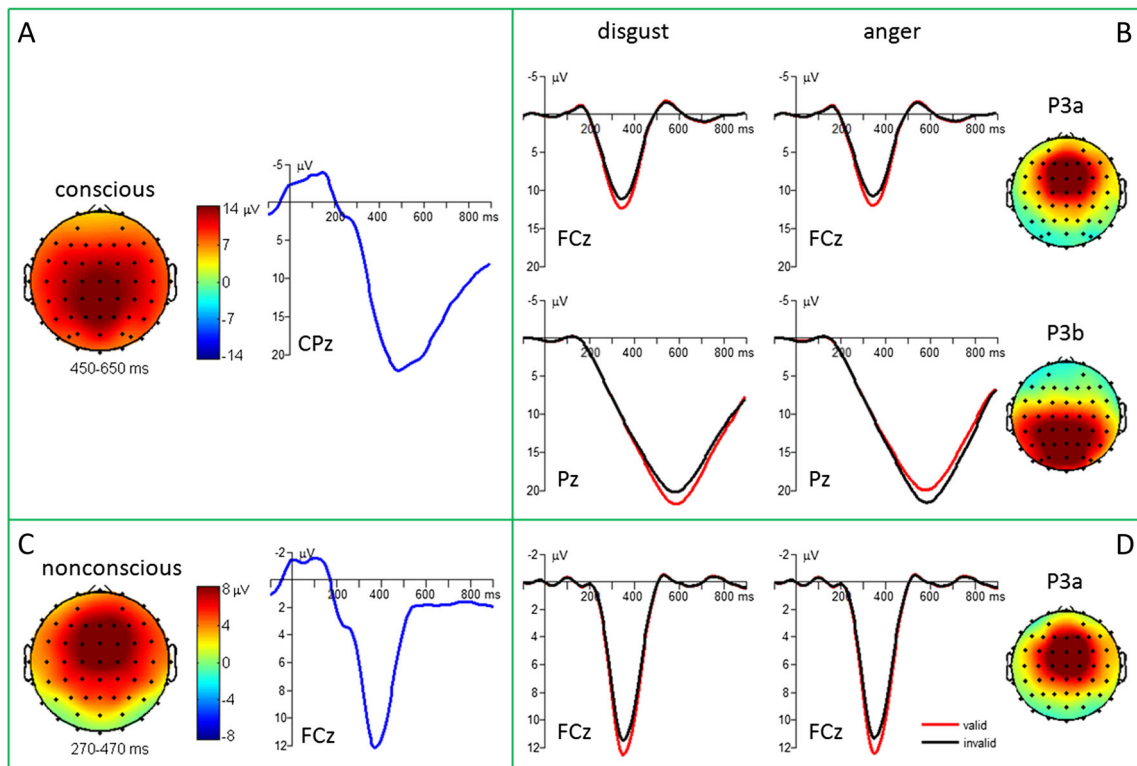 A
conscious
14 μV
7
0
-7
-14
450-650 ms
-5
μV
200 400 600 800 ms
5
10
15
20
CPz
disgust
anger
B
-5
μV
200 400 600 800 ms
5
10
15
20
FCz
-5
μV
200 400 600 800 ms
5
10
15
20
FCz
P3a
-5
μV
200 400 600 800 ms
5
10
15
20
Pz
-5
μV
200 400 600 800 ms
5
10
15
20
Pz
P3b
C
nonconscious
8 μV
4
0
-4
-8
270-470 ms
-2
μV
200 400 600 800 ms
2
4
6
8
10
12
FCz
D
-2
μV
200 400 600 800 ms
2
4
6
8
10
12
FCz
-2
μV
200 400 600 800 ms
2
4
6
8
10
12
FCz
P3a
valid
invalid